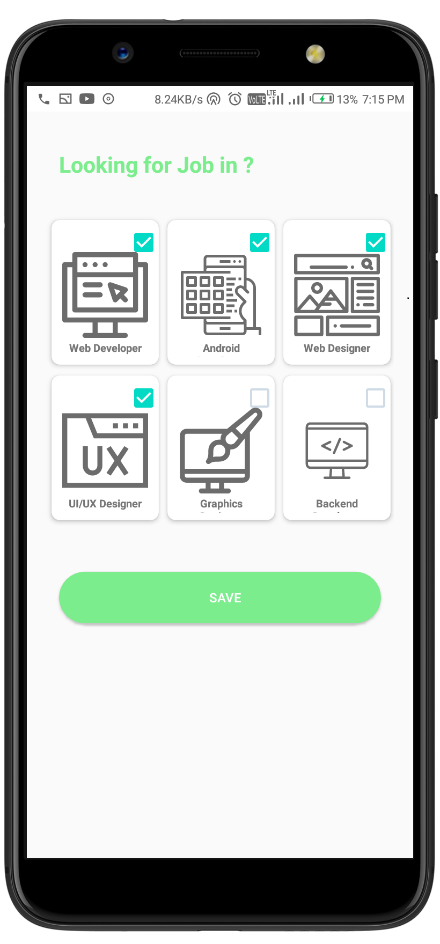 8.24KB/s VoLTE LTE 13% 7:15 PM
Looking for Job in ?
Web Developer
Android
Web Designer
UX
</>
UI/UX Designer
Graphics
Backend
SAVE